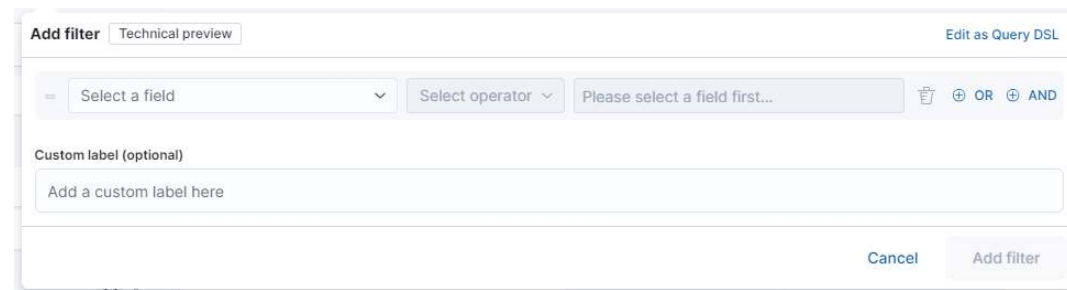 Add filter Technical preview Edit as Query DSL
Select a field Select operator Please select a field first... OR AND
Custom label (optional)
Add a custom label here
Cancel Add filter